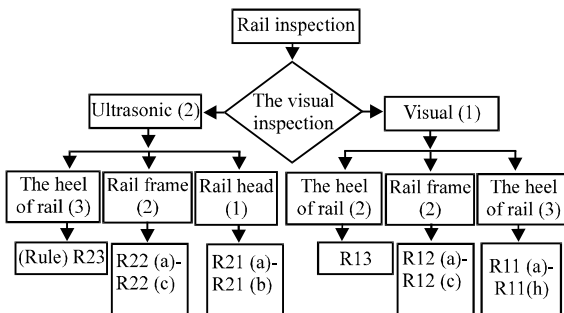 Rail inspection
The visual
inspection
Ultrasonic (2)
Visual (1)
The heel
of rail (3)
Rail frame
(2)
Rail head
(1)
The heel
of rail (2)
Rail frame
(2)
The heel
of rail (3)
(Rule) R23
R22 (a)-
R22 (c)
R21 (a)-
R21 (b)
R13
R12 (a)-
R12 (c)
R11 (a)-
R11(h)